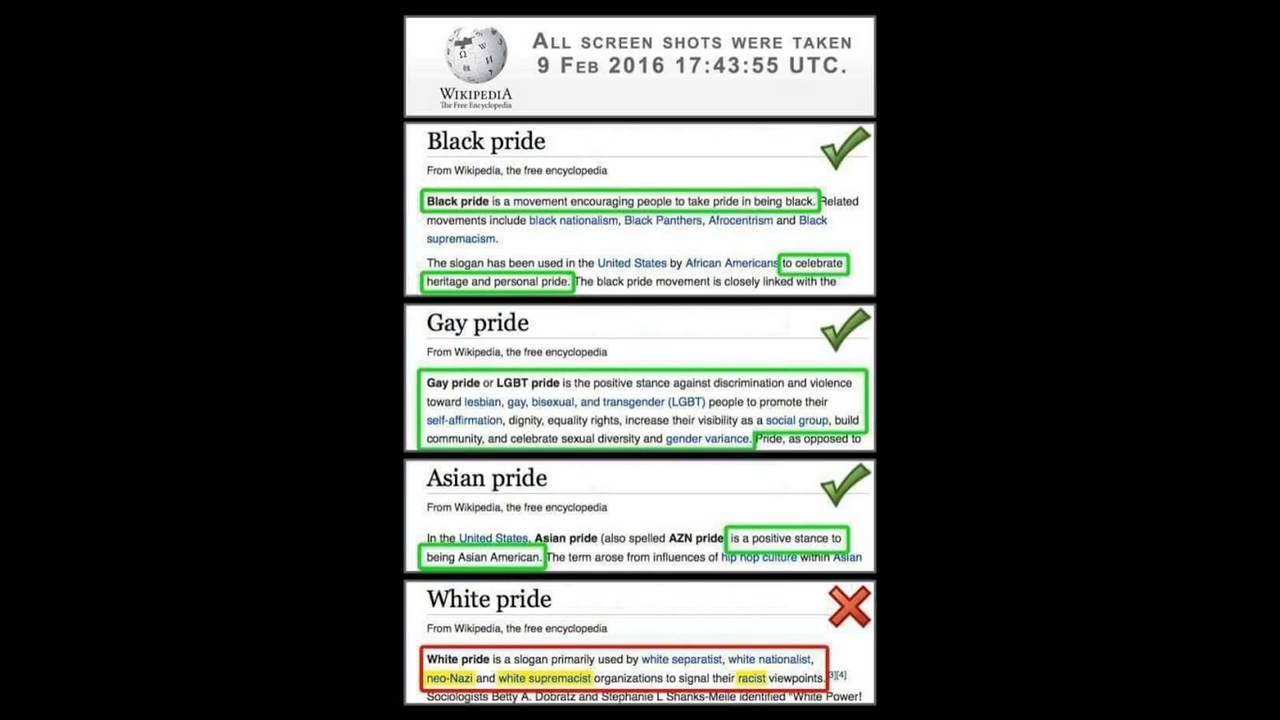 WIKIPEDIA
The Free Encyclopedia
ALL SCREEN SHOTS WERE TAKEN
9 FEB 2016 17:43:55 UTC.
Black pride
From Wikipedia, the free encyclopedia
Black pride is a movement encouraging people to take pride in being black. Related
movements include black nationalism, Black Panthers, Afrocentrism and Black
supremacism.
The slogan has been used in the United States by African Americans to celebrate
heritage and personal pride. The black pride movement is closely linked with the
Gay pride
From Wikipedia, the free encyclopedia
Gay pride or LGBT pride is the positive stance against discrimination and violence
toward lesbian, gay, bisexual, and transgender (LGBT) people to promote their
self-affirmation, dignity, equality rights, increase their visibility as a social group, build
community, and celebrate sexual diversity and gender variance. Pride, as opposed to
Asian pride
From Wikipedia, the free encyclopedia
In the United States, Asian pride (also spelled AZN pride is a positive stance to
being Asian American. The term arose from influences of hip hop culture within Asian
White pride
From Wikipedia, the free encyclopedia
White pride is a slogan primarily used by white separatist, white nationalist,
neo-Nazi and white supremacist organizations to signal their racist viewpoints.[3][4]
Sociologists Betty A. Dobratz and Stephanie L Shanks-Meile identified "White Power!